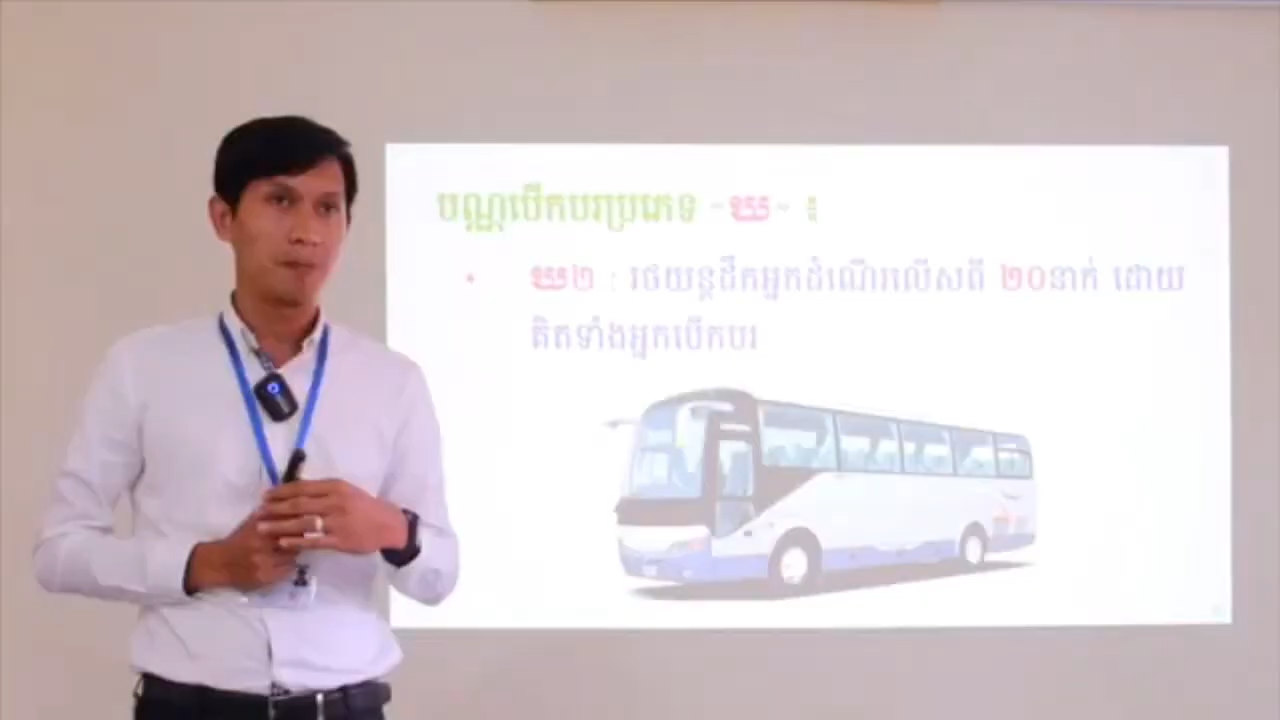 បណ្ណបើកបរប្រភេទ "ឃ" ៖
• ឃ២ : រថយន្តដឹកអ្នកដំណើរលើសពី ២០នាក់ ដោយ
គិតទាំងអ្នកបើកបរ